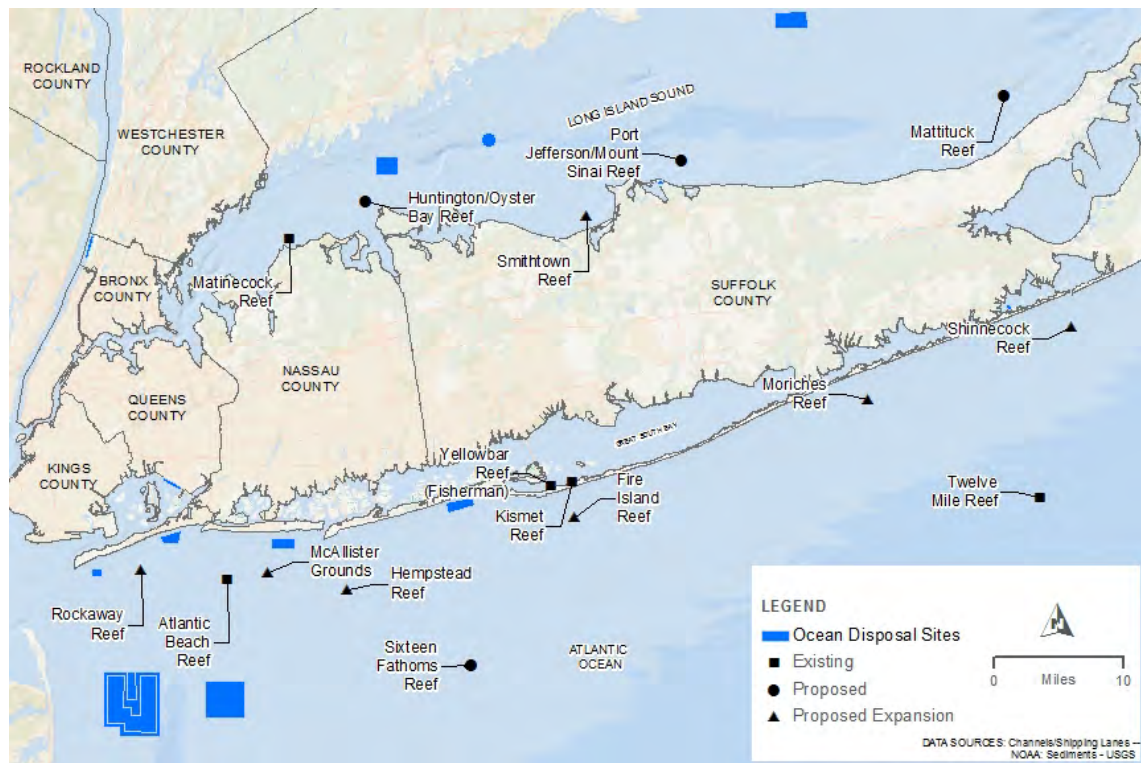 ROCKLAND
COUNTY
WESTCHESTER
COUNTY
LONG ISLAND SOUND
Port
Jefferson/Mount
Sinai Reef
Mattituck
Reef
Huntington/Oyster
Bay Reef
Matinecock
Reef
Smithtown
Reef
BRONX
COUNTY
SUFFOLK
COUNTY
Shinnecock
Reef
NASSAU
COUNTY
QUEENS
COUNTY
Moriches
Reef
GREAT SOUTH BAY
KINGS
COUNTY
Yellowbar
Reef
(Fisherman)
Kismet
Reef
Fire
Island
Reef
Twelve
Mile Reef
McAllister
Grounds
Hempstead
Reef
Rockaway
Reef
Atlantic
Beach
Reef
Sixteen
Fathoms
Reef
ATLANTIC
OCEAN
LEGEND
Ocean Disposal Sites
Existing
Proposed
Proposed Expansion
N
0 Miles 10
DATA SOURCES: Channels/Shipping Lanes —
NOAA: Sediments - USGS